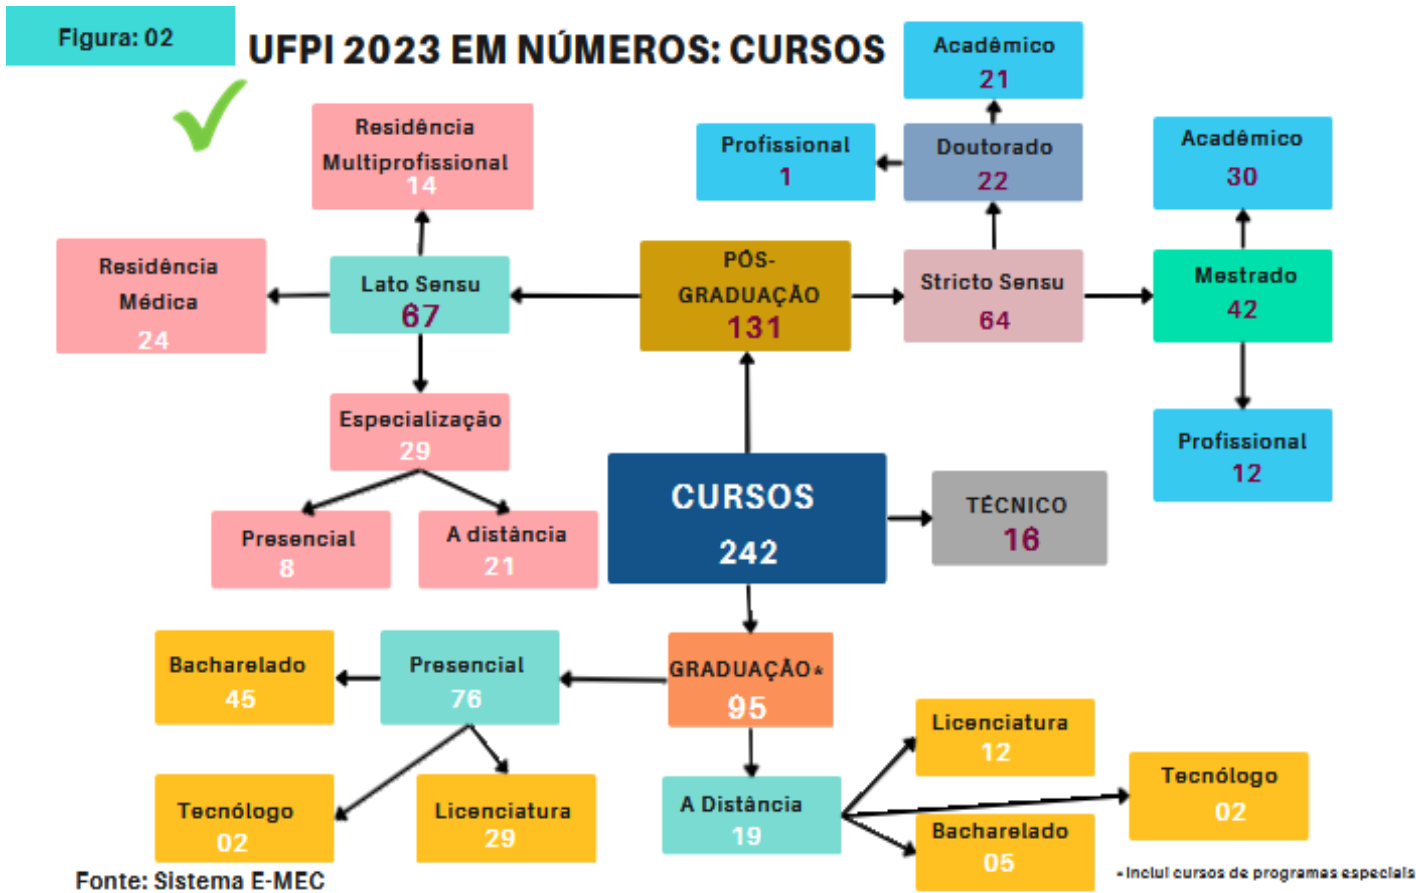 Figura: 02
UFPI 2023 EM NÚMEROS: CURSOS
Acadêmico
21
Residência
Multiprofissional
14
Profissional
1
Doutorado
22
Acadêmico
30
Residência
Médica
24
Lato Sensu
67
PÓS-
GRADUAÇÃO
131
Stricto Sensu
64
Mestrado
42
Especialização
29
Profissional
12
CURSOS
242
TÉCNICO
16
Presencial
8
A distância
21
Bacharelado
45
Presencial
76
GRADUAÇÃO*
95
Licenciatura
12
Tecnólogo
02
Tecnólogo
02
Licenciatura
29
A Distância
19
Bacharelado
05
Fonte: Sistema E-MEC
* Inclui cursos de programas especiais